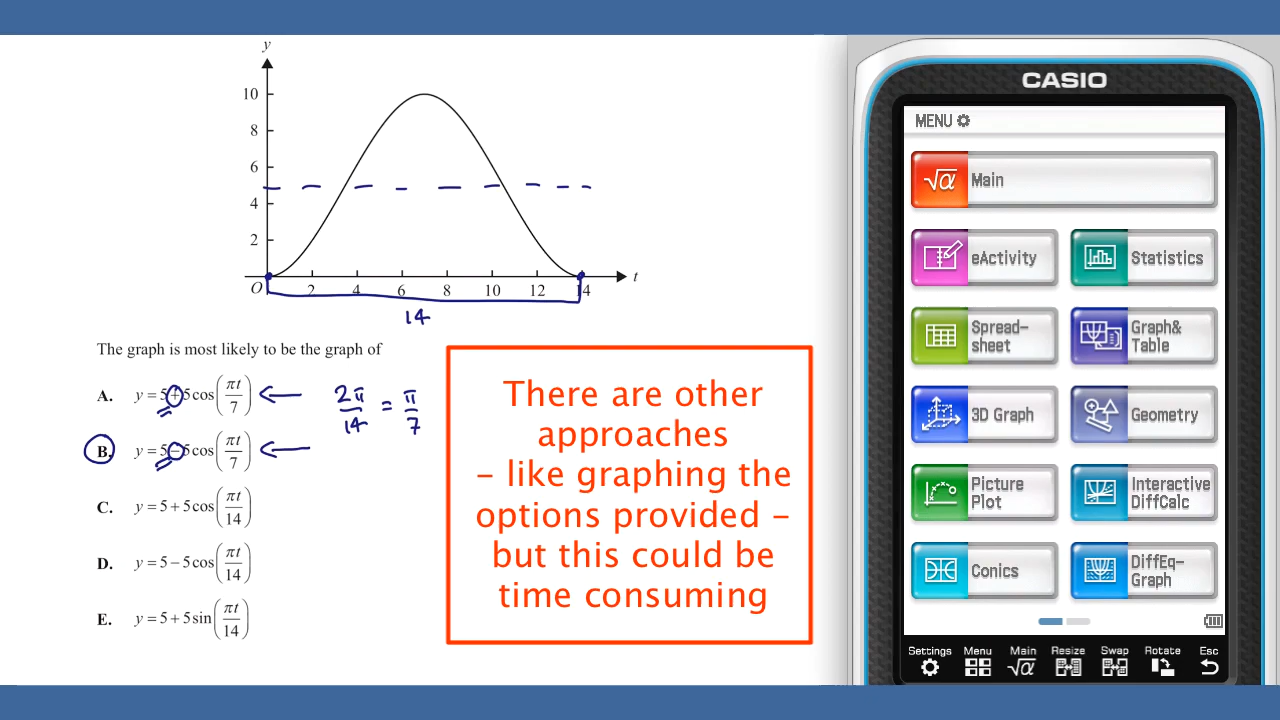 y
10
8
6
4
2
O 2 4 6 8 10 12 14 t
14
The graph is most likely to be the graph of
A. y = 5 + 5cos(πt/7)
2π/14 = π/7
B. y = 5 − 5cos(πt/7)
C. y = 5 + 5cos(πt/14)
D. y = 5 − 5cos(πt/14)
E. y = 5 + 5sin(πt/14)
There are other
approaches
– like graphing the
options provided –
but this could be
time consuming
CASIO
MENU
√α Main
eActivity
Statistics
Spread-
sheet
Graph&
Table
3D Graph
Geometry
Picture
Plot
Interactive
DiffCalc
Conics
DiffEq-
Graph
Settings Menu Main Resize Swap Rotate Esc
√α